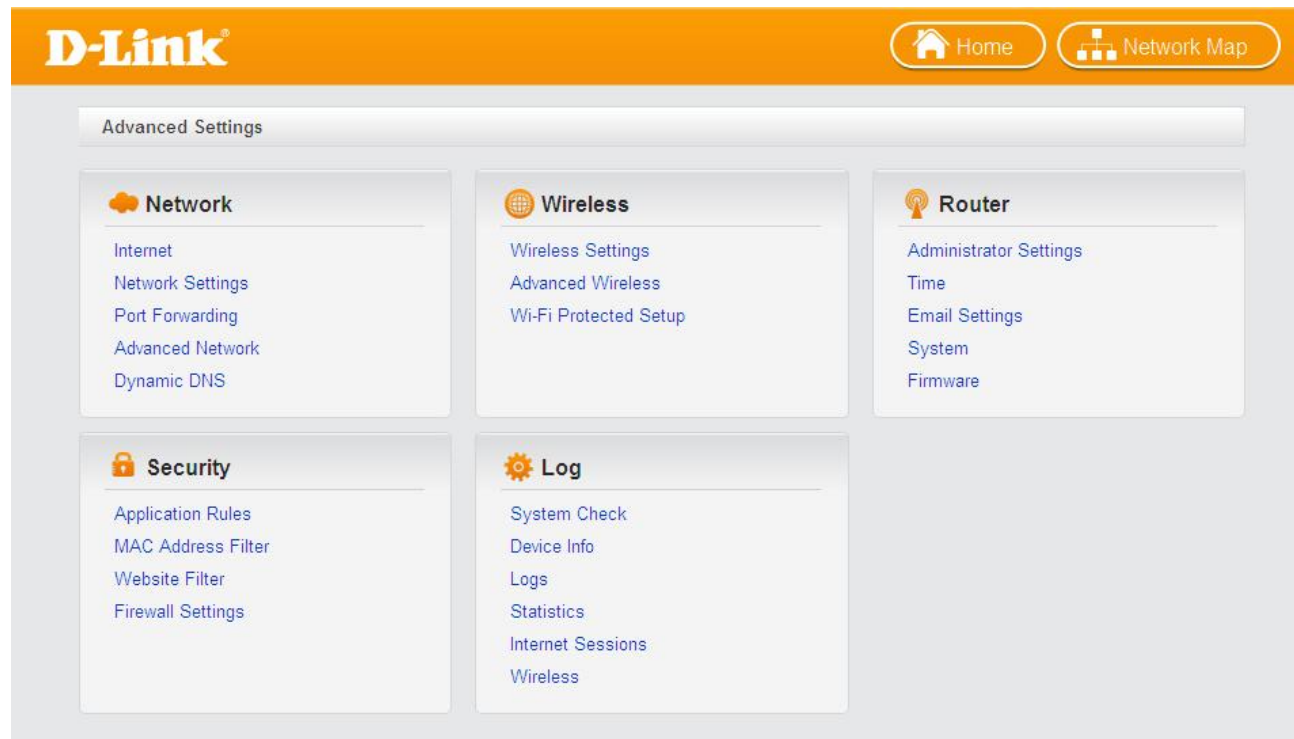 D-Link®
Home
Network Map
Advanced Settings
Network
Internet
Network Settings
Port Forwarding
Advanced Network
Dynamic DNS
Wireless
Wireless Settings
Advanced Wireless
Wi-Fi Protected Setup
Router
Administrator Settings
Time
Email Settings
System
Firmware
Security
Application Rules
MAC Address Filter
Website Filter
Firewall Settings
Log
System Check
Device Info
Logs
Statistics
Internet Sessions
Wireless